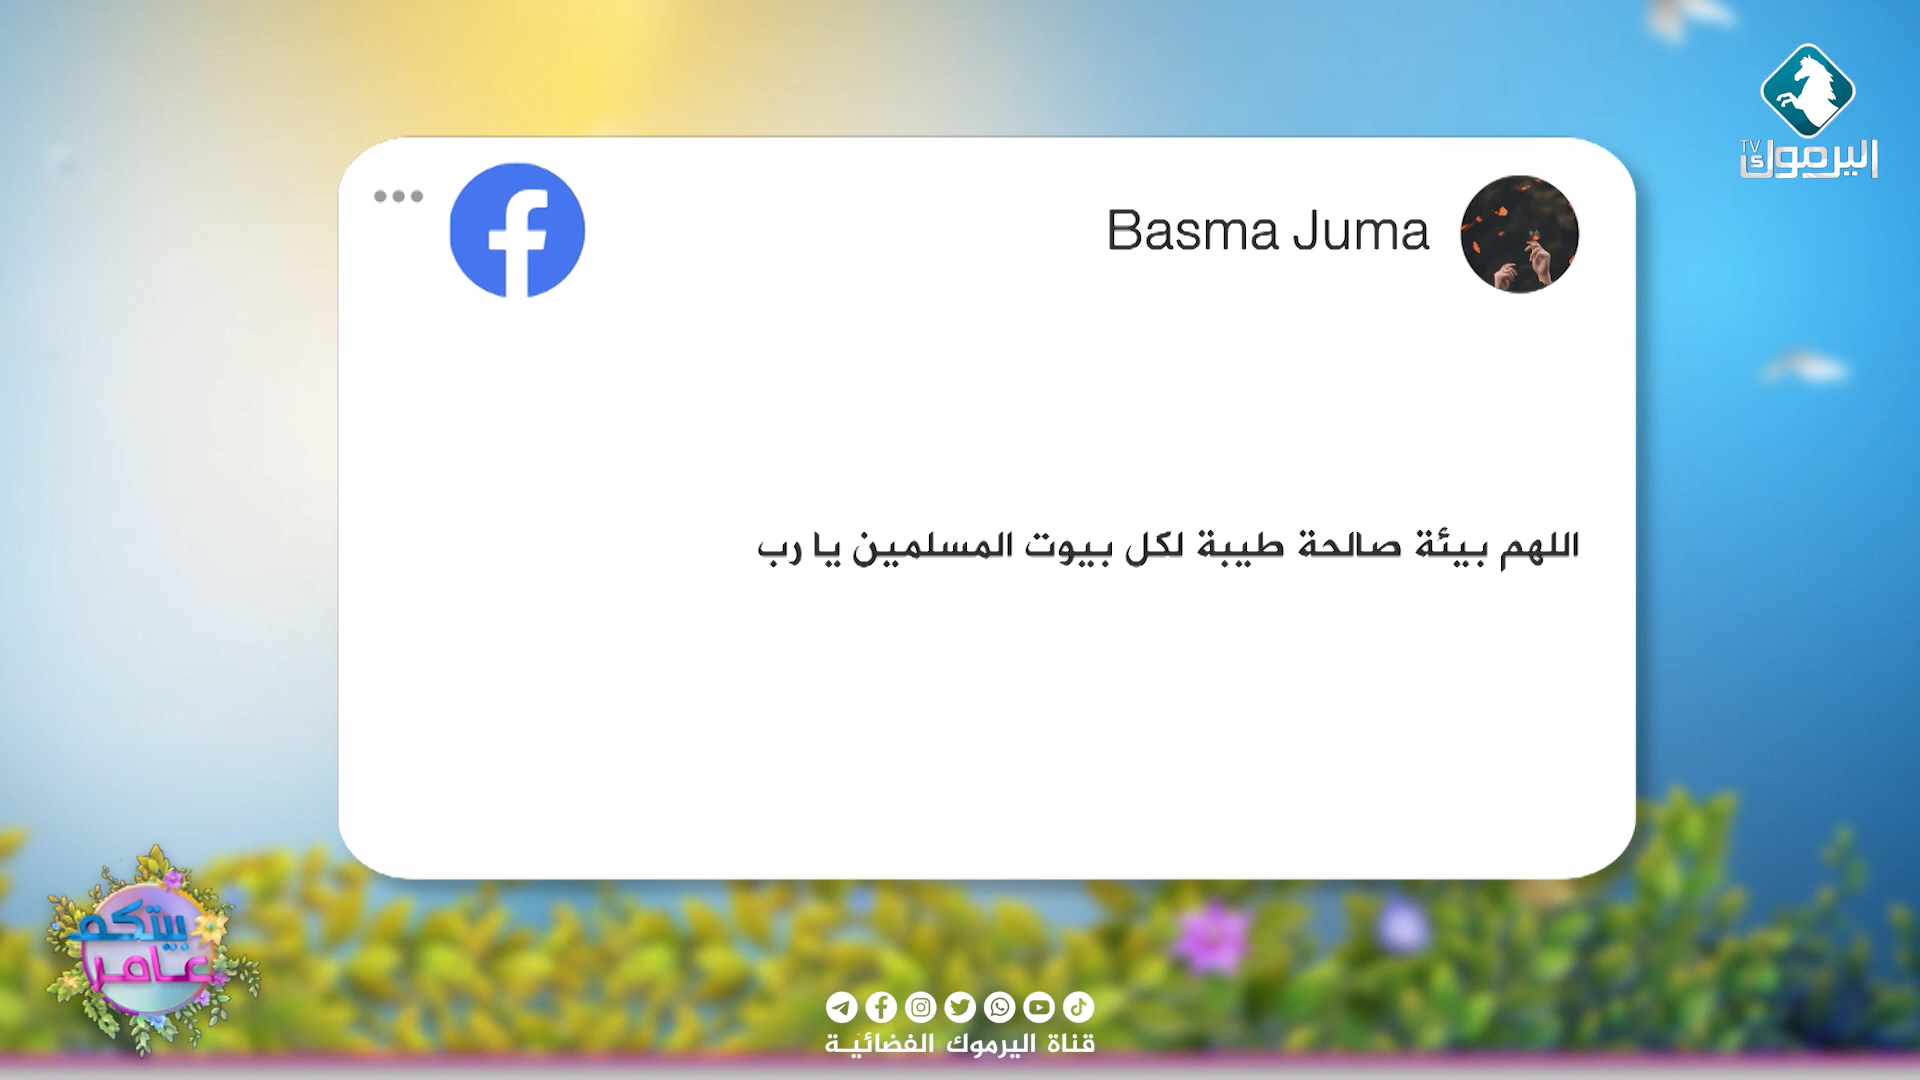 TV
اليرموك
Basma Juma
اللهم بيئة صالحة طيبة لكل بيوت المسلمين يا رب
بيتكم
عامر
قناة اليرموك الفضائية